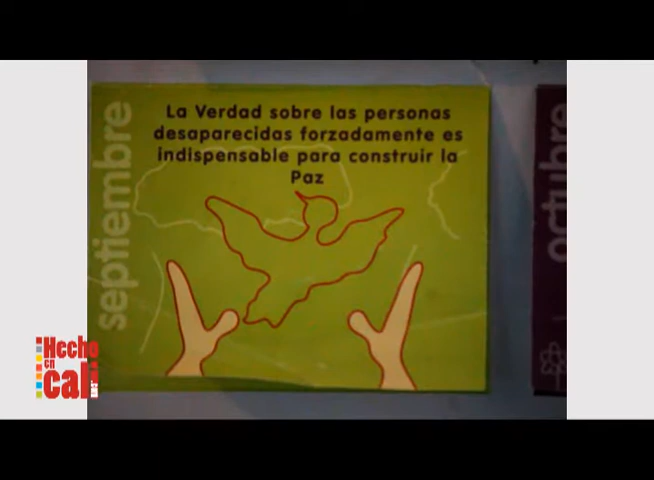 La Verdad sobre las personas
desaparecidas forzadamente es
indispensable para construir la
Paz
septiembre
octubre
Hecho
en
cali